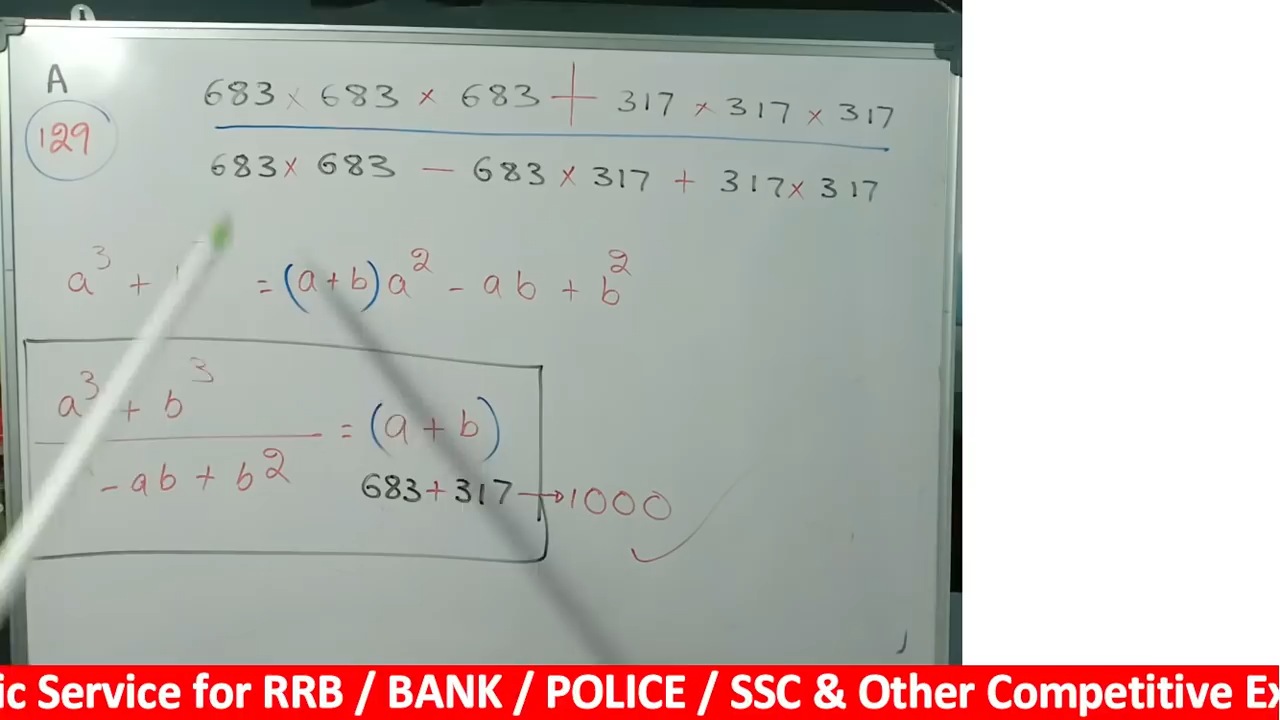 A
129
683 × 683 × 683 + 317 × 317 × 317
683 × 683 − 683 × 317 + 317 × 317
a³ + = (a + b) a² - ab + b²
a³ + b³
- ab + b² = (a + b)
683 + 317 → 1000
ic Service for RRB / BANK / POLICE / SSC & Other Competitive Ex